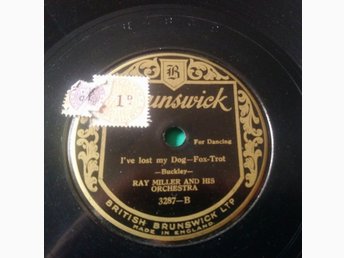 B
Brunswick
1ᴰ
For Dancing
I've lost my Dog—Fox-Trot
—Buckley—
RAY MILLER AND HIS
ORCHESTRA
3287—B
BRITISH BRUNSWICK LTD
MADE IN ENGLAND